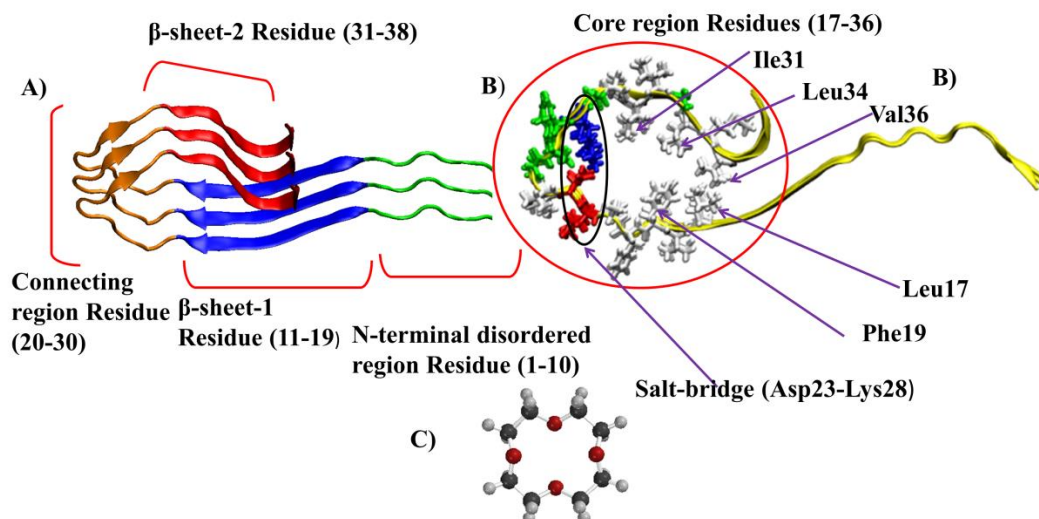 β-sheet-2 Residue (31-38)
A)
Connecting
region Residue
(20-30)
β-sheet-1
Residue (11-19)
N-terminal disordered
region Residue (1-10)
Core region Residues (17-36)
B)
Ile31
B)
Leu34
Val36
Leu17
Phe19
Salt-bridge (Asp23-Lys28)
C)